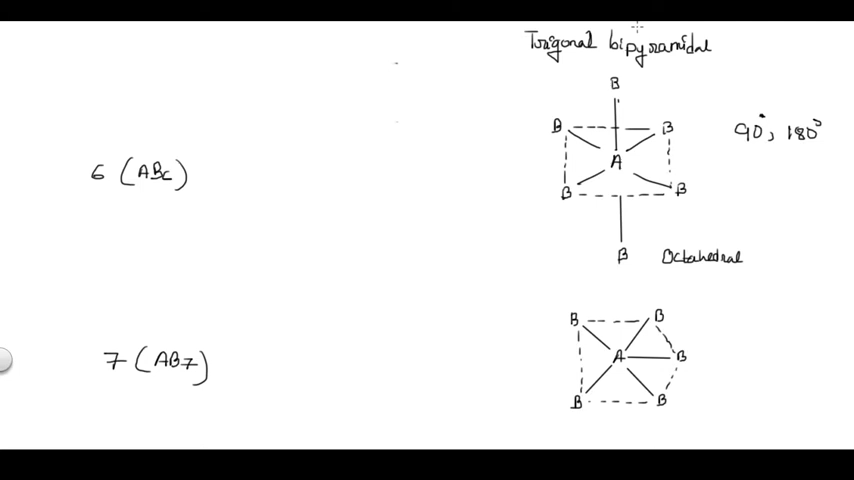 Trigonal bipyramidal
B
B B
90°, 180°
A
6 (AB6)
B B
B Octahedral
B B
7 (AB7)
A B
B B